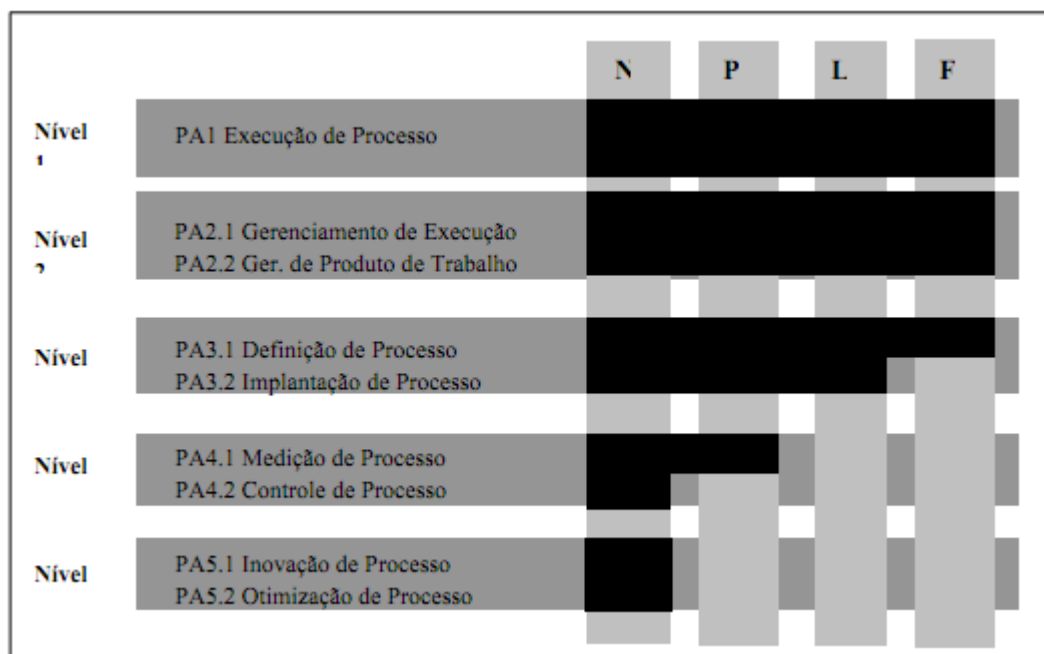 N P L F
Nível
PA1 Execução de Processo
Nível
PA2.1 Gerenciamento de Execução
PA2.2 Ger. de Produto de Trabalho
Nível
PA3.1 Definição de Processo
PA3.2 Implantação de Processo
Nível
PA4.1 Medição de Processo
PA4.2 Controle de Processo
Nível
PA5.1 Inovação de Processo
PA5.2 Otimização de Processo